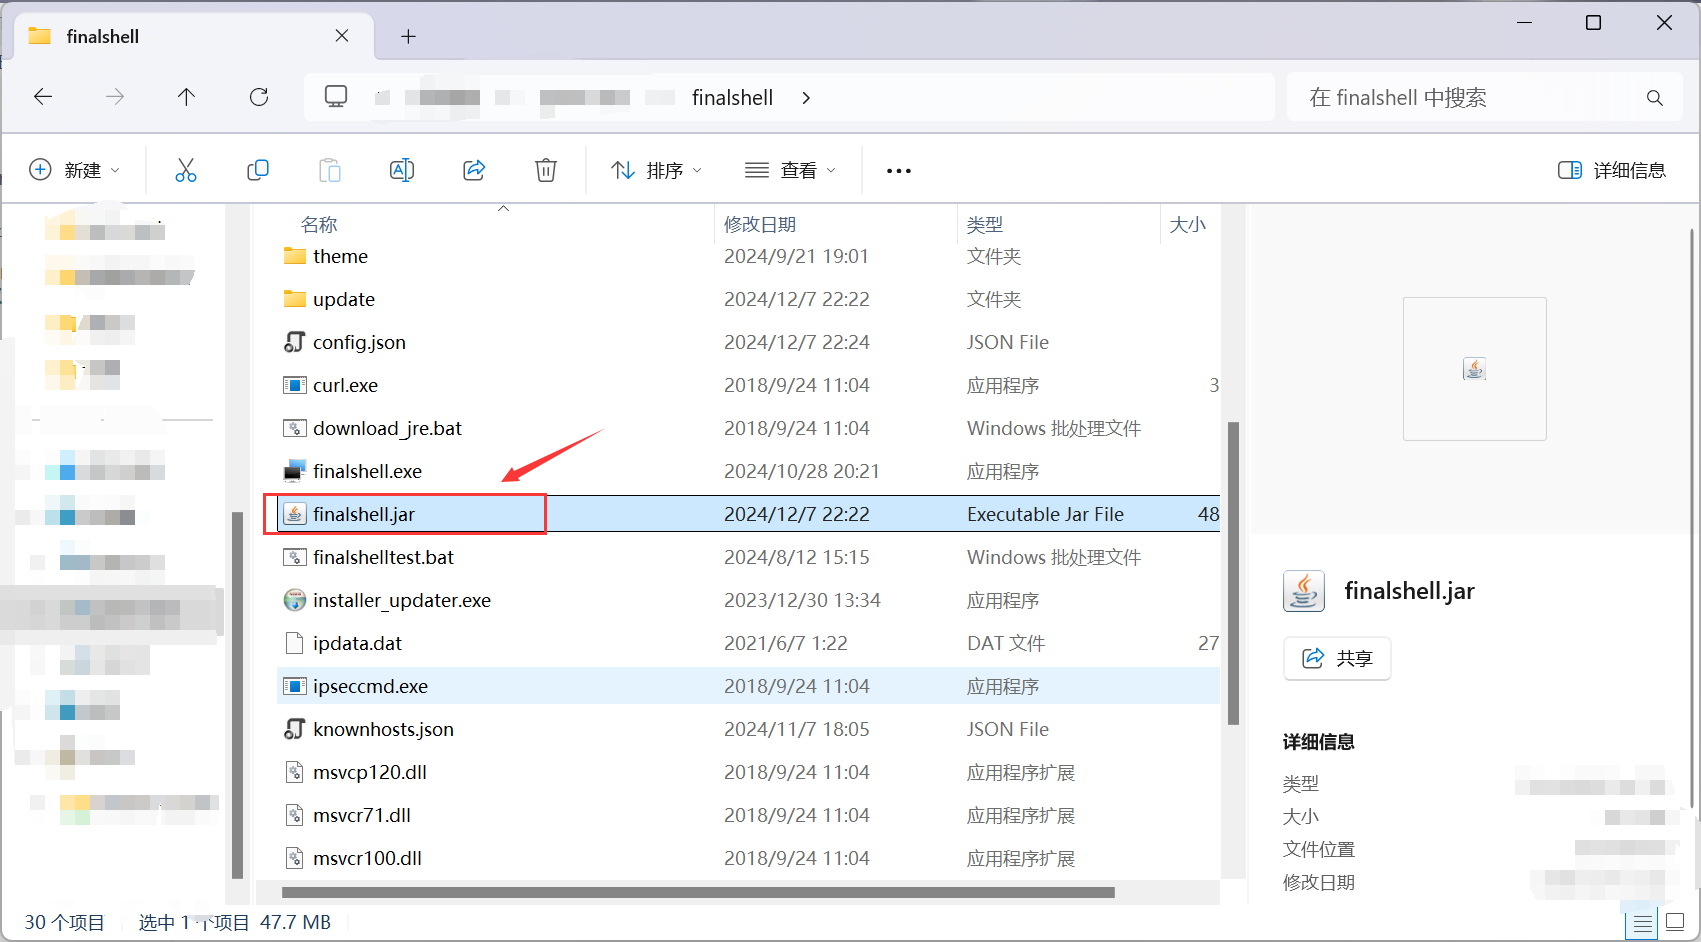 finalshell
finalshell
在 finalshell 中搜索
新建
排序
查看
详细信息
名称 修改日期 类型 大小
theme 2024/9/21 19:01 文件夹
update 2024/12/7 22:22 文件夹
config.json 2024/12/7 22:24 JSON File
curl.exe 2018/9/24 11:04 应用程序 3
download_jre.bat 2018/9/24 11:04 Windows 批处理文件
finalshell.exe 2024/10/28 20:21 应用程序
finalshell.jar 2024/12/7 22:22 Executable Jar File 48
finalshelltest.bat 2024/8/12 15:15 Windows 批处理文件
installer_updater.exe 2023/12/30 13:34 应用程序
ipdata.dat 2021/6/7 1:22 DAT 文件 27
ipseccmd.exe 2018/9/24 11:04 应用程序
knownhosts.json 2024/11/7 18:05 JSON File
msvcp120.dll 2018/9/24 11:04 应用程序扩展
msvcr71.dll 2018/9/24 11:04 应用程序扩展
msvcr100.dll 2018/9/24 11:04 应用程序扩展
finalshell.jar
共享
详细信息
类型
大小
文件位置
修改日期
30 个项目 选中 1 个项目 47.7 MB